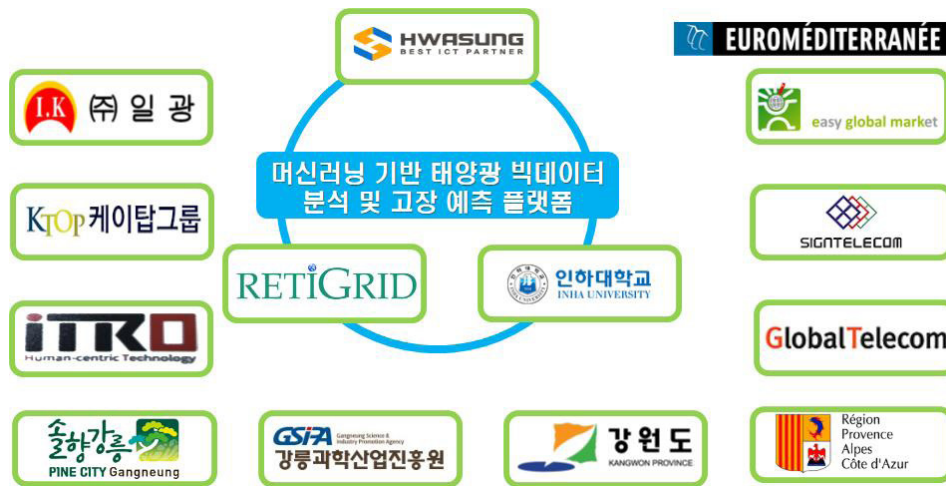 HWASUNG
BEST ICT PARTNER
EUROMÉDITERRANÉE
I.K ㈜ 일 광
easy global market
머신러닝 기반 태양광 빅데이터
분석 및 고장 예측 플랫폼
KTOP 케이탑그룹
SIGNTELECOM
RETIGRID
인하대학교
INHA UNIVERSITY
iTRO
Human-centric Technology
GlobalTelecom
솔향강릉
PINE CITY Gangneung
GSIPA Gangneung Science &
Industry Promotion Agency
강릉과학산업진흥원
강원도
KANGWON PROVINCE
Région
Provence
Alpes
Côte d'Azur